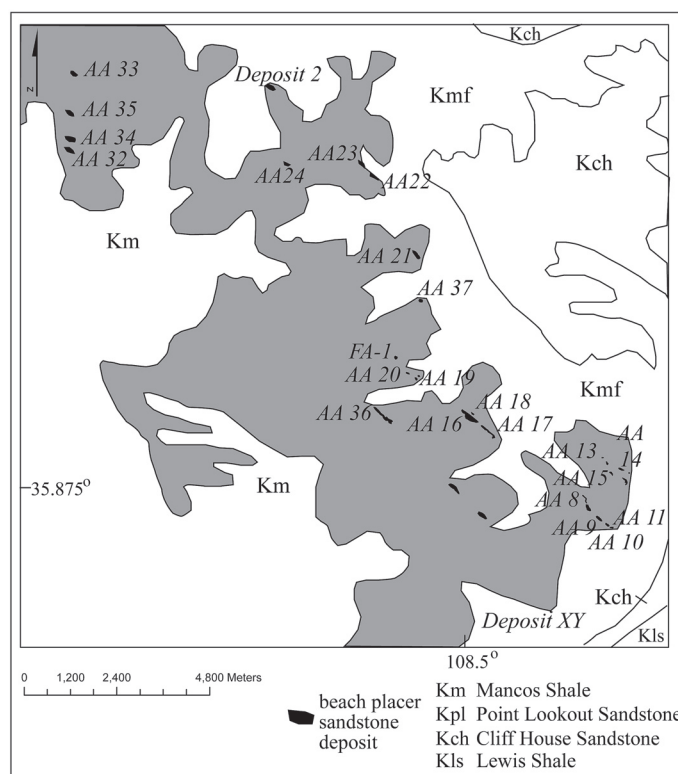 Kch
AA 33
Deposit 2
Kmf
z
AA 35
AA 34
AA 32
AA23
Kch
AA24
AA22
Km
AA 21
AA 37
FA-1
AA 20
AA 19
Kmf
AA 36
AA 18
AA 16
AA 17
AA
AA 13
14
AA 15
Km
35.875o
AA 8
AA 9
AA 11
AA 10
Kch
Deposit XY
Kls
108.5o
0 1,200 2,400 4,800 Meters
beach placer
sandstone
deposit
Km Mancos Shale
Kpl Point Lookout Sandstone
Kch Cliff House Sandstone
Kls Lewis Shale